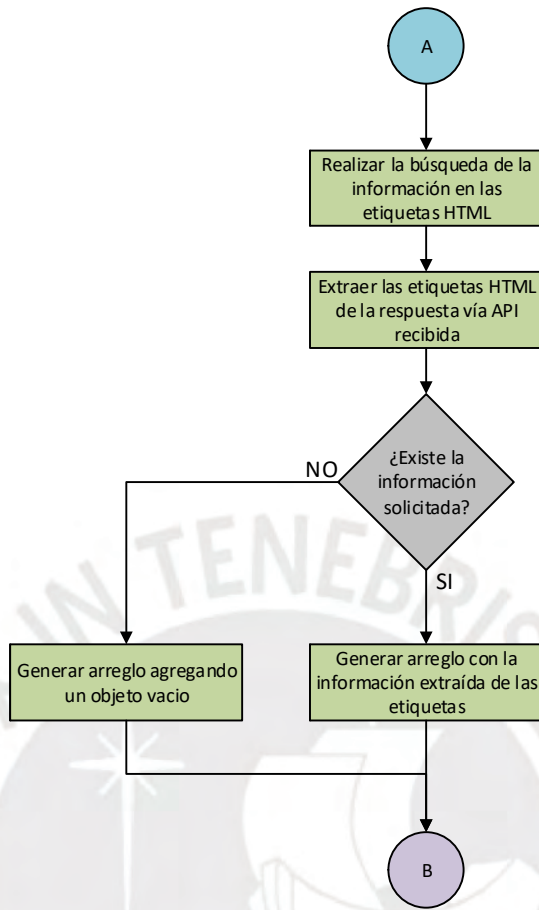 A
Realizar la búsqueda de la
información en las
etiquetas HTML
Extraer las etiquetas HTML
de la respuesta vía API
recibida
¿Existe la
información
solicitada?
NO
SI
Generar arreglo agregando
un objeto vacio
Generar arreglo con la
información extraída de las
etiquetas
B
IN TENEBRIS